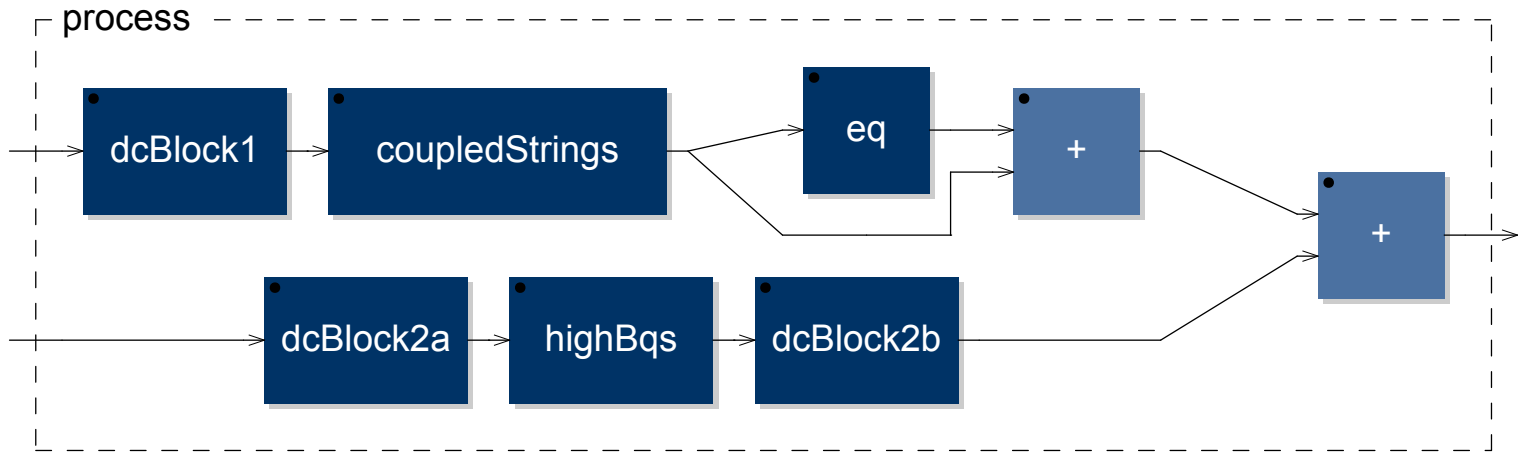 process
dcBlock1
coupledStrings
eq
+
+
dcBlock2a
highBqs
dcBlock2b